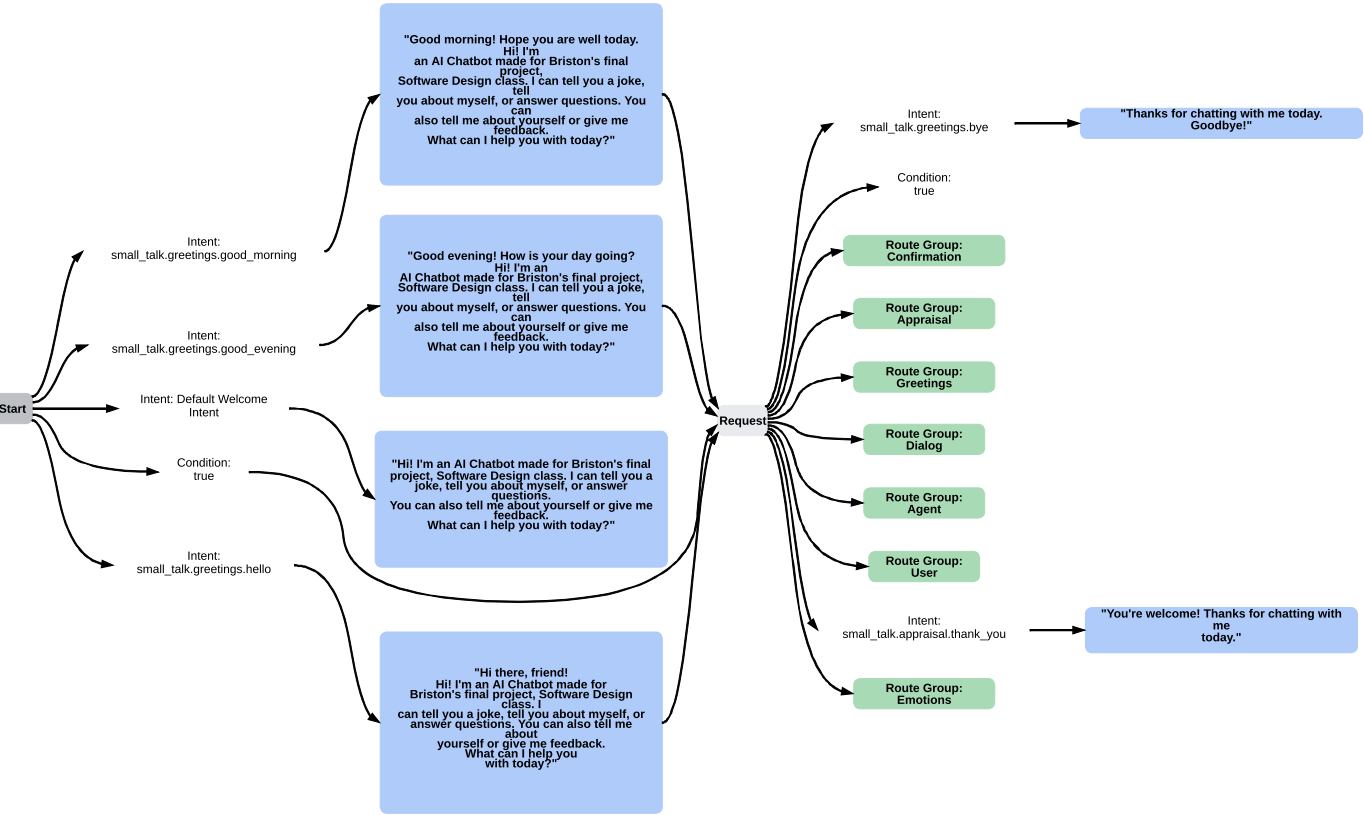 Start
Intent:
small_talk.greetings.good_morning
Intent:
small_talk.greetings.good_evening
Intent: Default Welcome
Intent
Condition:
true
Intent:
small_talk.greetings.hello
"Good morning! Hope you are well today.
Hi! I'm
an AI Chatbot made for Briston's final
project,
Software Design class. I can tell you a joke,
tell
you about myself, or answer questions. You
can
also tell me about yourself or give me
feedback.
What can I help you with today?"
"Good evening! How is your day going?
Hi! I'm an
AI Chatbot made for Briston's final project,
Software Design class. I can tell you a joke,
tell
you about myself, or answer questions. You
can
also tell me about yourself or give me
feedback.
What can I help you with today?"
"Hi! I'm an AI Chatbot made for Briston's final
project, Software Design class. I can tell you a
joke, tell you about myself, or answer
questions.
You can also tell me about yourself or give me
feedback.
What can I help you with today?"
"Hi there, friend!
Hi! I'm an AI Chatbot made for
Briston's final project, Software Design
class. I
can tell you a joke, tell you about myself, or
answer questions. You can also tell me
about
yourself or give me feedback.
What can I help you
with today?"
Request
Intent:
small_talk.greetings.bye
Condition:
true
Route Group:
Confirmation
Route Group:
Appraisal
Route Group:
Greetings
Route Group:
Dialog
Route Group:
Agent
Route Group:
User
Intent:
small_talk.appraisal.thank_you
Route Group:
Emotions
"Thanks for chatting with me today.
Goodbye!"
"You're welcome! Thanks for chatting with
me
today."